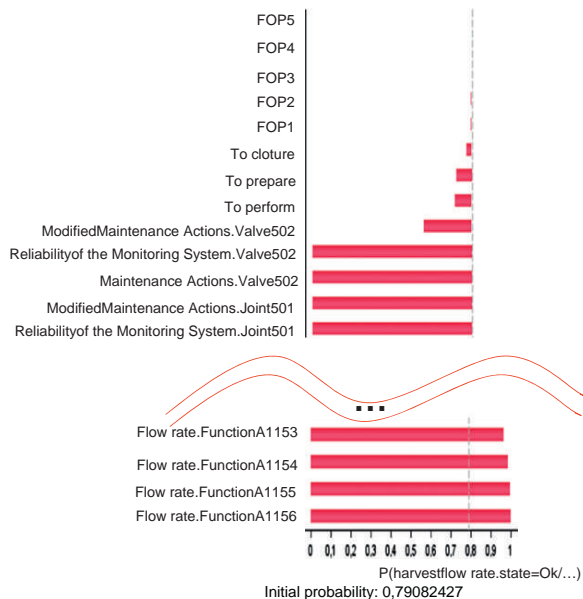 FOP5
FOP4
FOP3
FOP2
FOP1
To cloture
To prepare
To perform
ModifiedMaintenance Actions.Valve502
Reliabilityof the Monitoring System.Valve502
Maintenance Actions.Valve502
ModifiedMaintenance Actions.Joint501
Reliabilityof the Monitoring System.Joint501
Flow rate.FunctionA1153
Flow rate.FunctionA1154
Flow rate.FunctionA1155
Flow rate.FunctionA1156
0 0,1 0,2 0,3 0,4 0,5 0,6 0,7 0,8 0,9 1
P(harvestflow rate.state=Ok/...)
Initial probability: 0,79082427